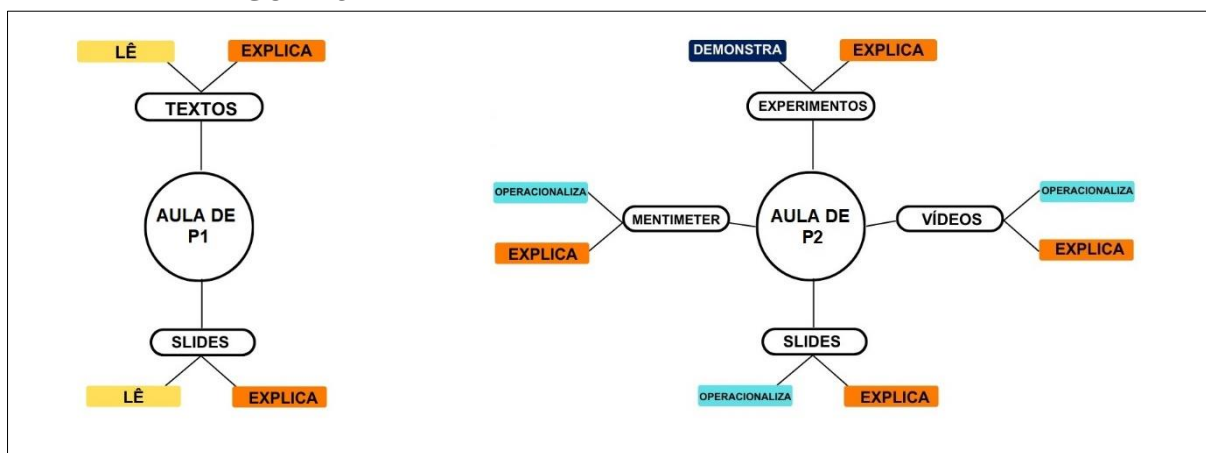 LÊ
EXPLICA
TEXTOS
AULA DE
P1
SLIDES
LÊ
EXPLICA
DEMONSTRA
EXPLICA
EXPERIMENTOS
OPERACIONALIZA
MENTIMETER
EXPLICA
AULA DE
P2
OPERACIONALIZA
VÍDEOS
EXPLICA
SLIDES
OPERACIONALIZA
EXPLICA